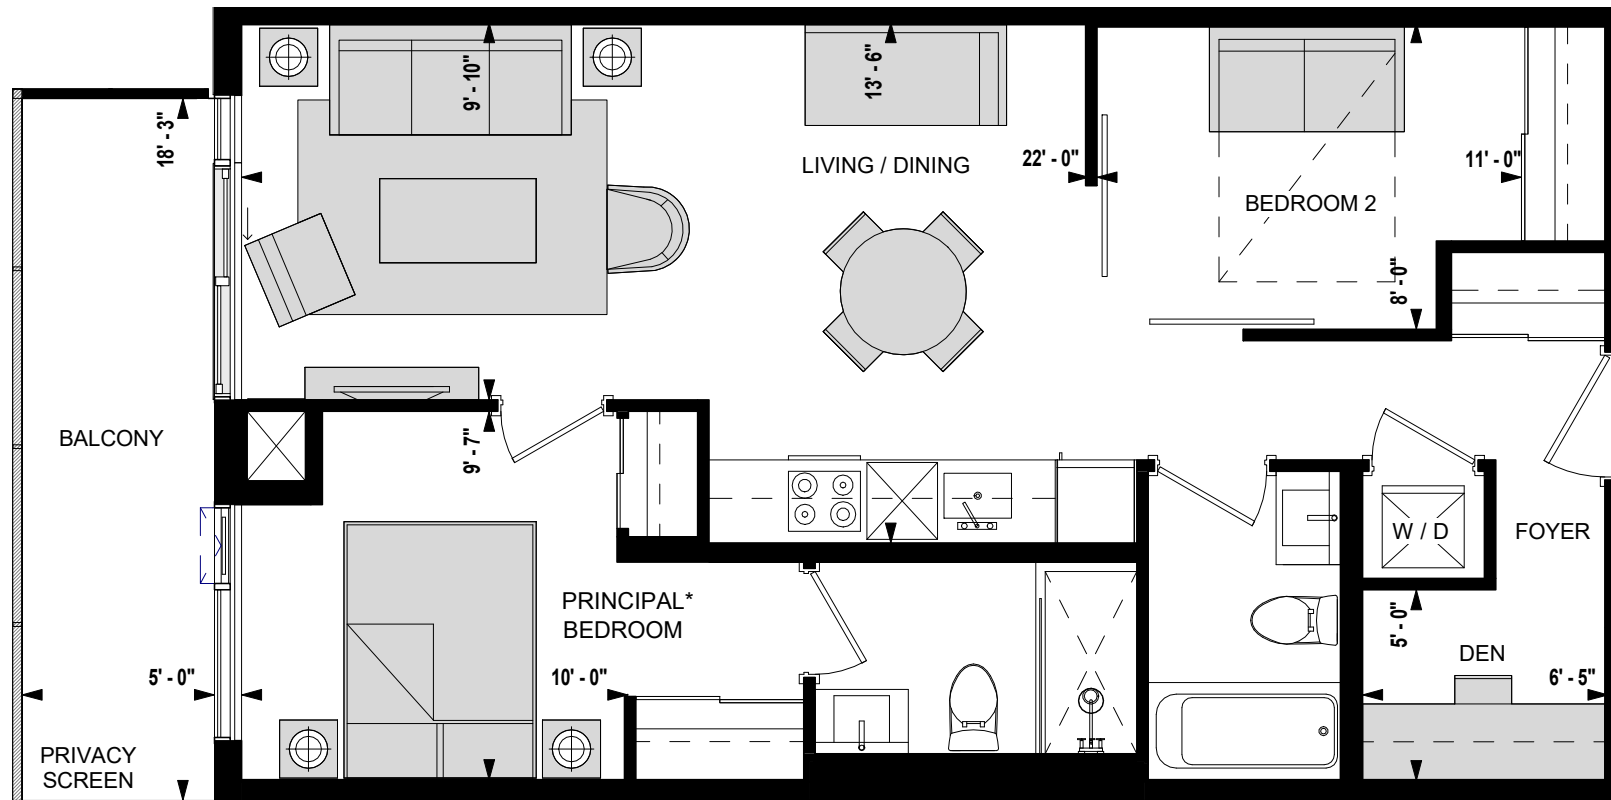 9' - 10"
13' - 6"
18' - 3"
LIVING / DINING
22' - 0"
11' - 0"
BEDROOM 2
8' - 0"
BALCONY
9' - 7"
W / D
FOYER
PRINCIPAL*
BEDROOM
5' - 0"
DEN
5' - 0"
10' - 0"
6' - 5"
PRIVACY
SCREEN